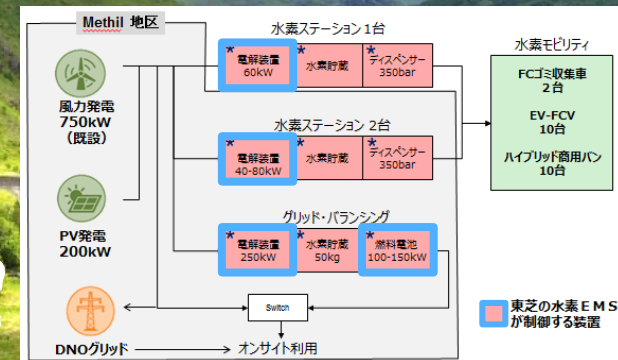 Methil 地区
風力発電
750kW
（既設）
PV発電
200kW
DNOグリッド
水素ステーション 1台
*
電解装置
60kW
水素貯蔵
*
ディスペンサー
350bar
水素ステーション 2台
*
電解装置
40-80kW
水素貯蔵
*
ディスペンサー
350bar
グリッド・バランシング
*
電解装置
250kW
水素貯蔵
50kg
*
燃料電池
100-150kW
Switch
オンサイト利用
水素モビリティ
FCゴミ収集車
2台
EV-FCV
10台
ハイブリッド商用バン
10台
東芝の水素EMS
が制御する装置